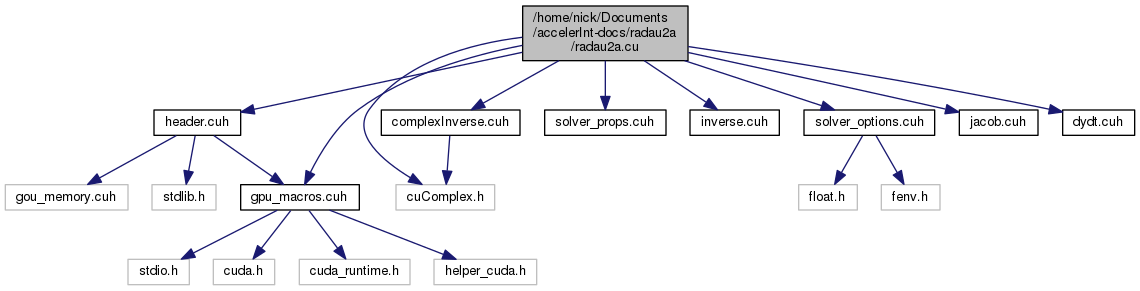 /home/nick/Documents
/accelerInt-docs/radau2a
/radau2a.cu
header.cuh
complexInverse.cuh
solver_props.cuh
inverse.cuh
solver_options.cuh
jacob.cuh
dydt.cuh
gou_memory.cuh
stdlib.h
gpu_macros.cuh
cuComplex.h
float.h
fenv.h
stdio.h
cuda.h
cuda_runtime.h
helper_cuda.h